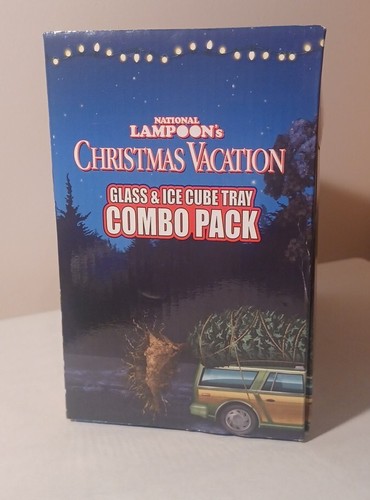 NATIONAL
LAMPOON's
CHRISTMAS VACATION
GLASS & ICE CUBE TRAY
COMBO PACK